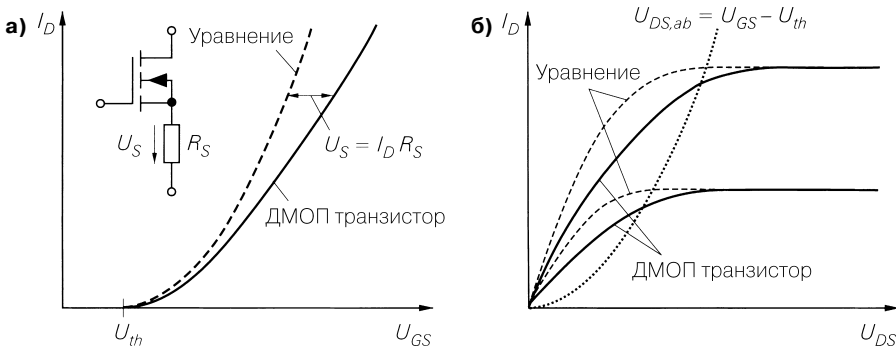 а)
I_D
Уравнение
U_S
R_S
U_S = I_D R_S
ДМОП транзистор
U_th
U_GS
б)
I_D
U_DS,ab = U_GS – U_th
Уравнение
ДМОП транзистор
U_DS